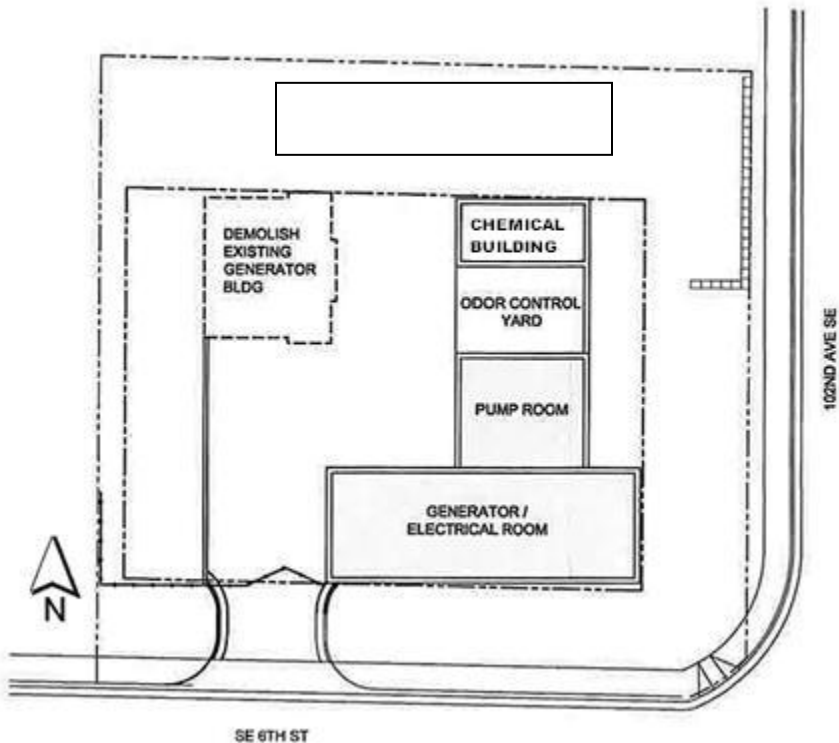 DEMOLISH
EXISTING
GENERATOR
BLDG
CHEMICAL
BUILDING
ODOR CONTROL
YARD
PUMP ROOM
GENERATOR /
ELECTRICAL ROOM
102ND AVE SE
N
SE 6TH ST